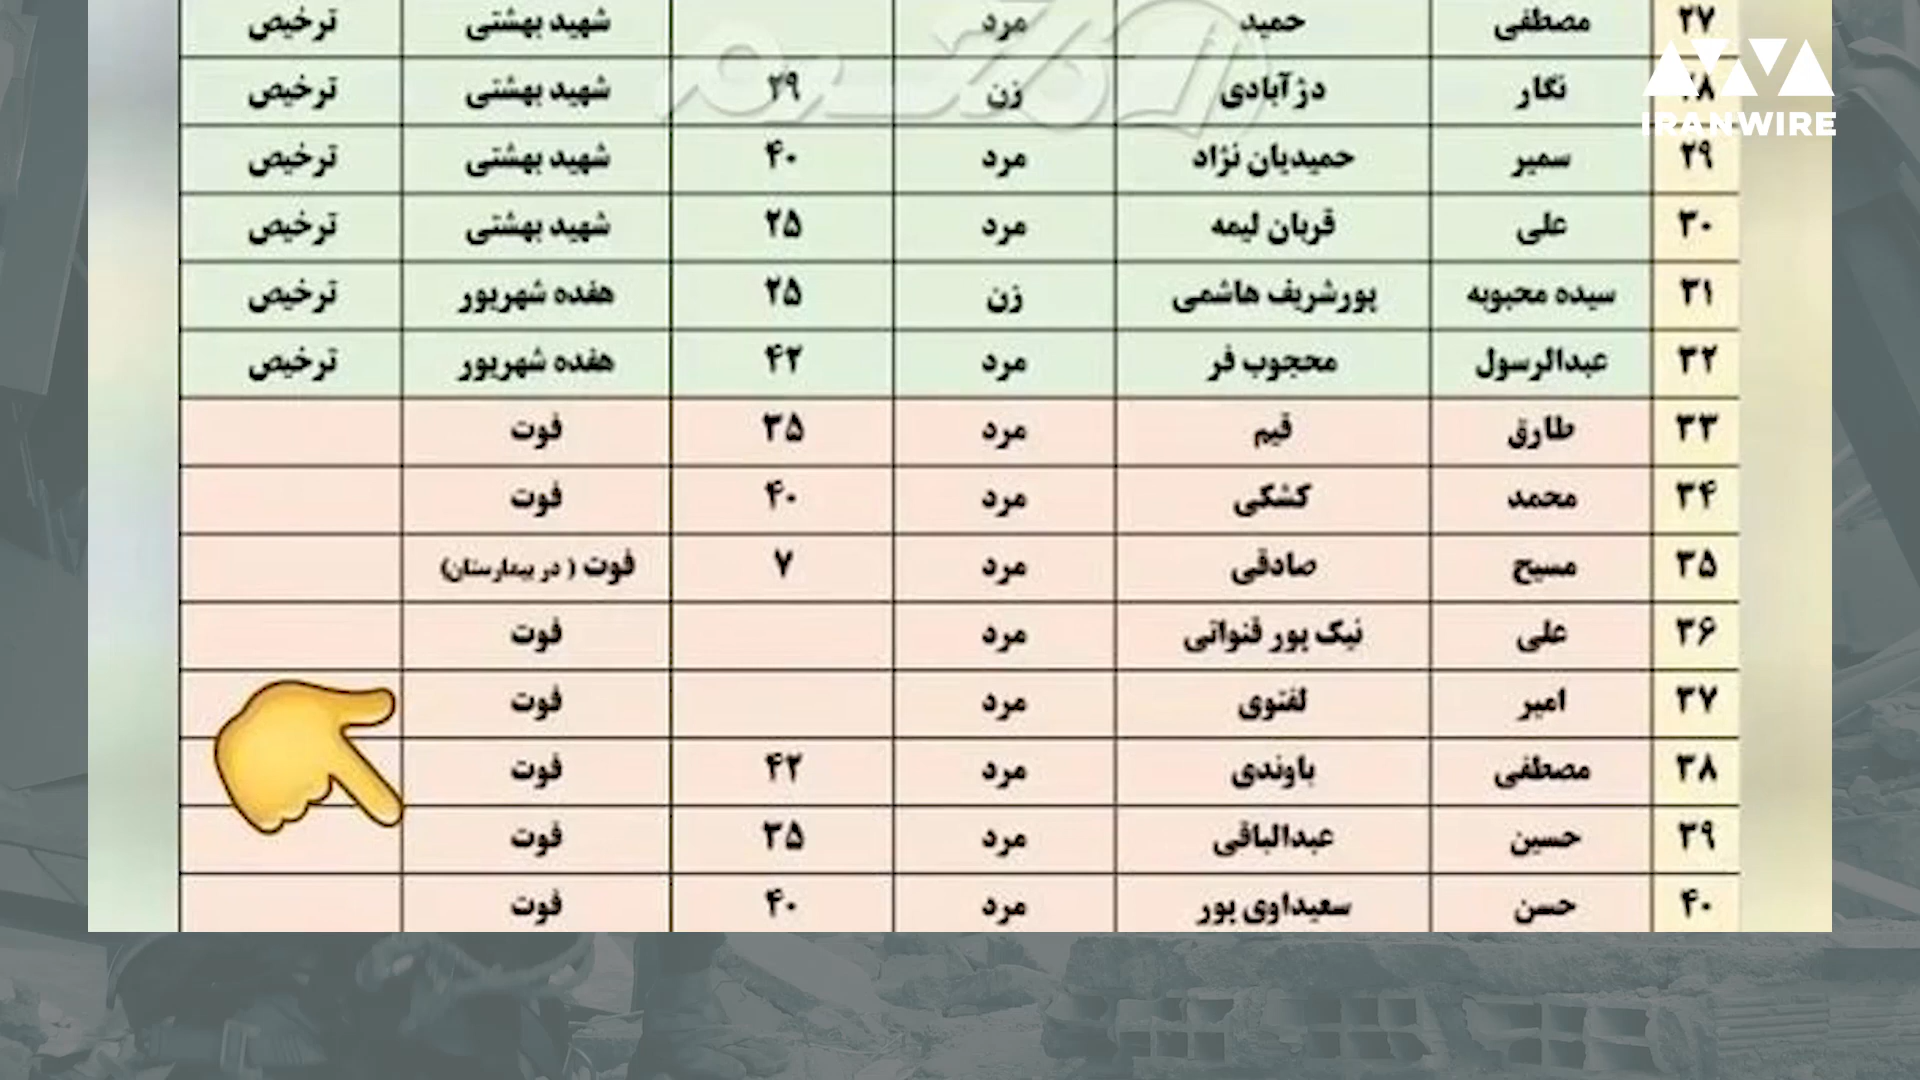 ۲۷ مصطفی حمید مرد شهید بهشتی ترخیص
۲۸ نگار دژآبادی زن ۲۹ شهید بهشتی ترخیص
۲۹ سمیر حمیدیان نژاد مرد ۴۰ شهید بهشتی ترخیص
۳۰ علی قربان لیمه مرد ۲۵ شهید بهشتی ترخیص
۳۱ سیده محبوبه پورشریف هاشمی زن ۲۵ هفده شهریور ترخیص
۳۲ عبدالرسول محجوب فر مرد ۴۲ هفده شهریور ترخیص
۳۳ طارق قیم مرد ۳۵ فوت
۳۴ محمد کشکی مرد ۴۰ فوت
۳۵ مسیح صادقی مرد ۷ فوت ( در بیمارستان)
۳۶ علی نیک پور قنواتی مرد فوت
۳۷ امیر لفتوی مرد فوت
۳۸ مصطفی باوندی مرد ۴۲ فوت
۳۹ حسین عبدالباقی مرد ۳۵ فوت
۴۰ حسن سعیداوی پور مرد ۴۰ فوت
IRANWIRE